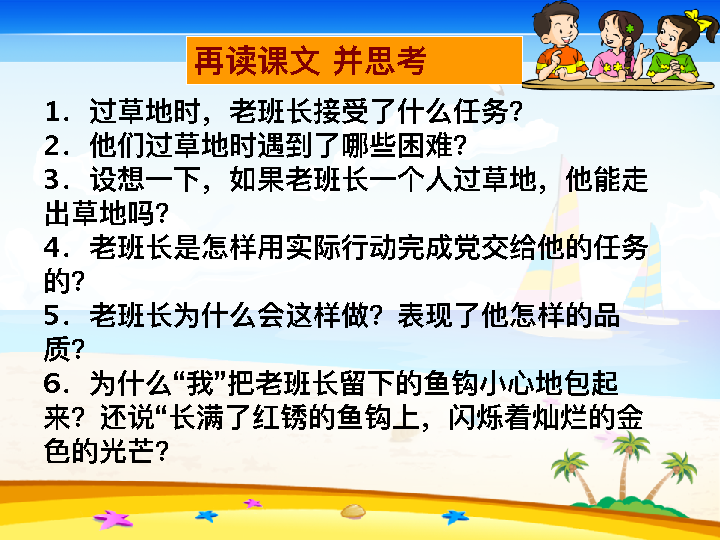 再读课文 并思考
1．过草地时，老班长接受了什么任务？
2．他们过草地时遇到了哪些困难？
3．设想一下，如果老班长一个人过草地，他能走
出草地吗？
4．老班长是怎样用实际行动完成党交给他的任务
的？
5．老班长为什么会这样做？表现了他怎样的品
质？
6．为什么“我”把老班长留下的鱼钩小心地包起
来？还说“长满了红锈的鱼钩上，闪烁着灿烂的金
色的光芒？